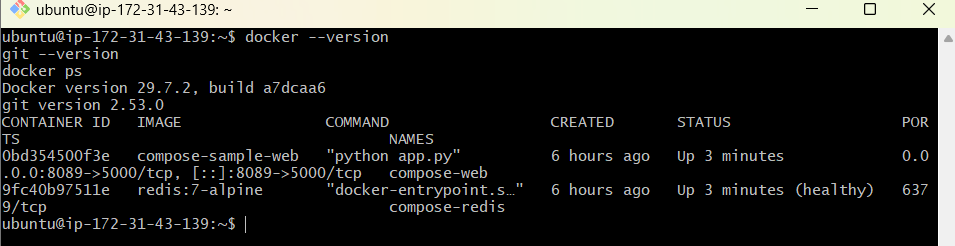 ubuntu@ip-172-31-43-139: ~
ubuntu@ip-172-31-43-139:~$ docker --version
git --version
docker ps
Docker version 29.7.2, build a7dcaa6
git version 2.53.0
CONTAINER ID   IMAGE                COMMAND                  CREATED       STATUS                   POR
TS                                         NAMES
0bd354500f3e   compose-sample-web   "python app.py"          6 hours ago   Up 3 minutes             0.0
.0.0:8089->5000/tcp, [::]:8089->5000/tcp   compose-web
9fc40b97511e   redis:7-alpine       "docker-entrypoint.s…"   6 hours ago   Up 3 minutes (healthy)   637
9/tcp                                      compose-redis
ubuntu@ip-172-31-43-139:~$